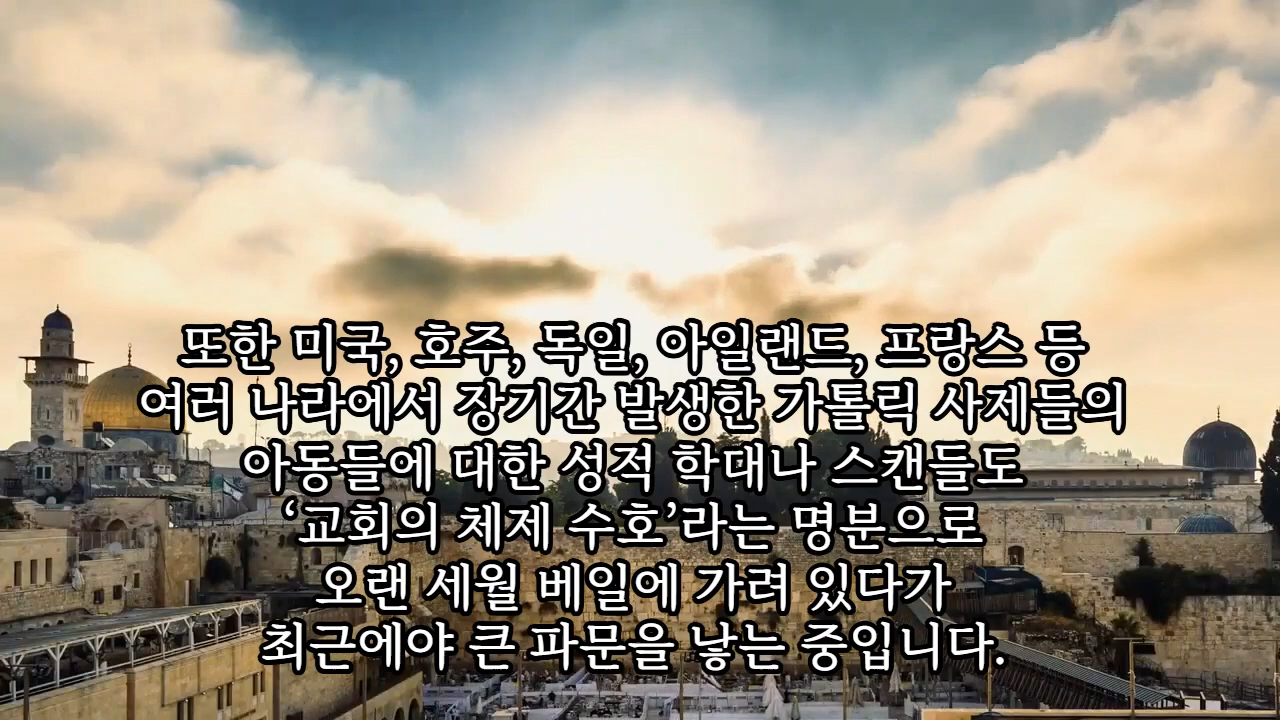 또한 미국, 호주, 독일, 아일랜드, 프랑스 등
여러 나라에서 장기간 발생한 가톨릭 사제들의
아동들에 대한 성적 학대나 스캔들도
‘교회의 체제 수호’라는 명분으로
오랜 세월 베일에 가려 있다가
최근에야 큰 파문을 낳는 중입니다.